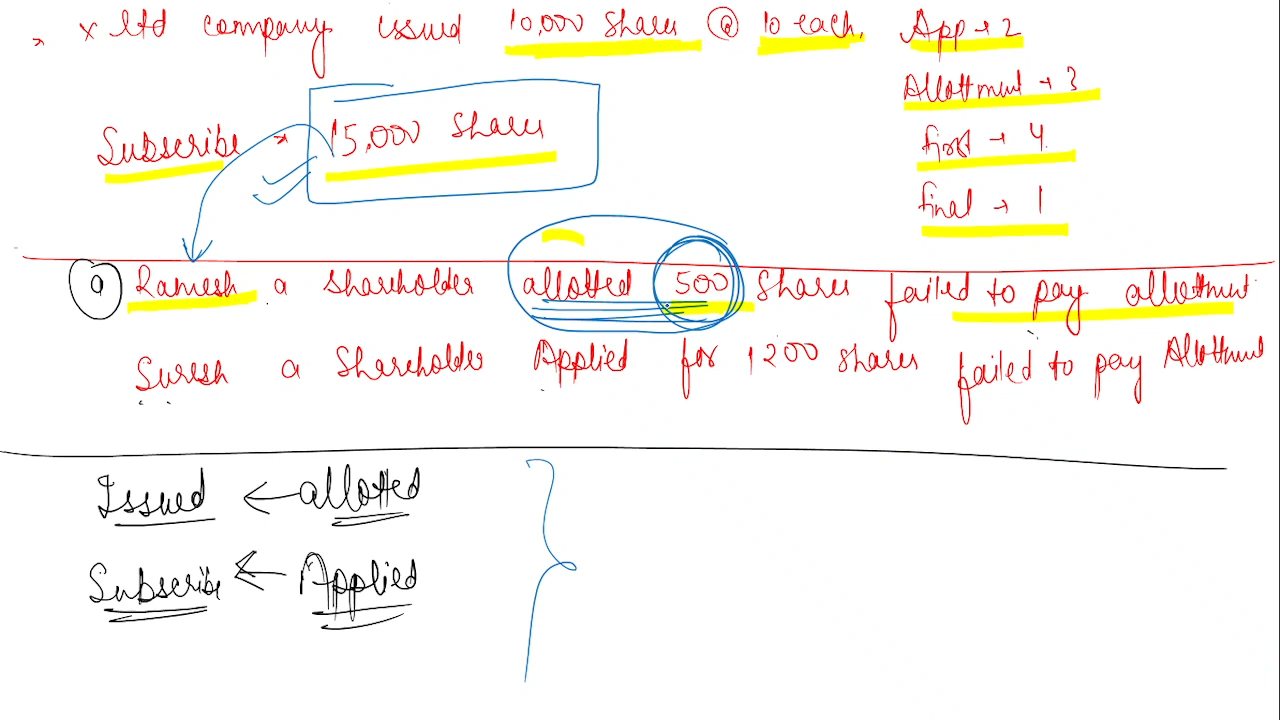 x ltd company issued 10,000 shares @ 10 each. App → 2
Allotment → 3
Subscribe → 15,000 Shares
first → 4
final → 1
a Ramesh a shareholder allotted 500 Shares failed to pay allotment.
Suresh a Shareholder Applied for 1200 shares failed to pay Allotment
Issued ← allotted
Subscribe ← Applied